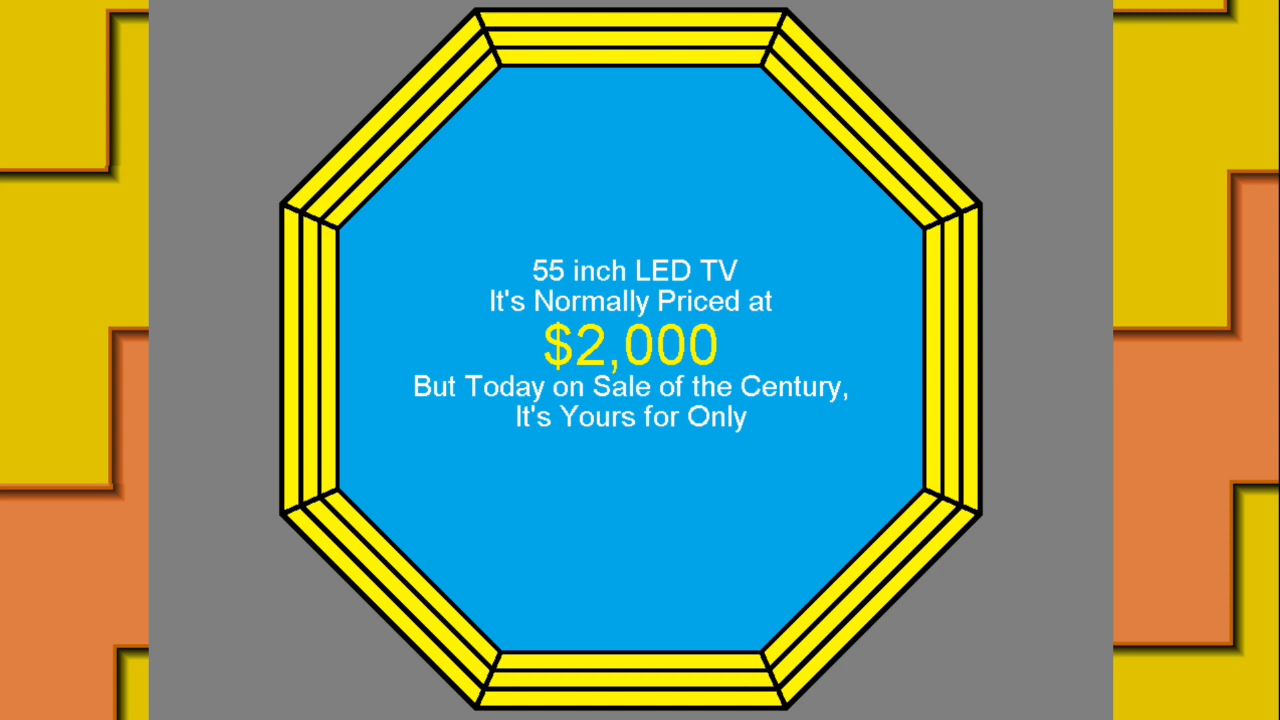 55 inch LED TV
It's Normally Priced at
$2,000
But Today on Sale of the Century,
It's Yours for Only